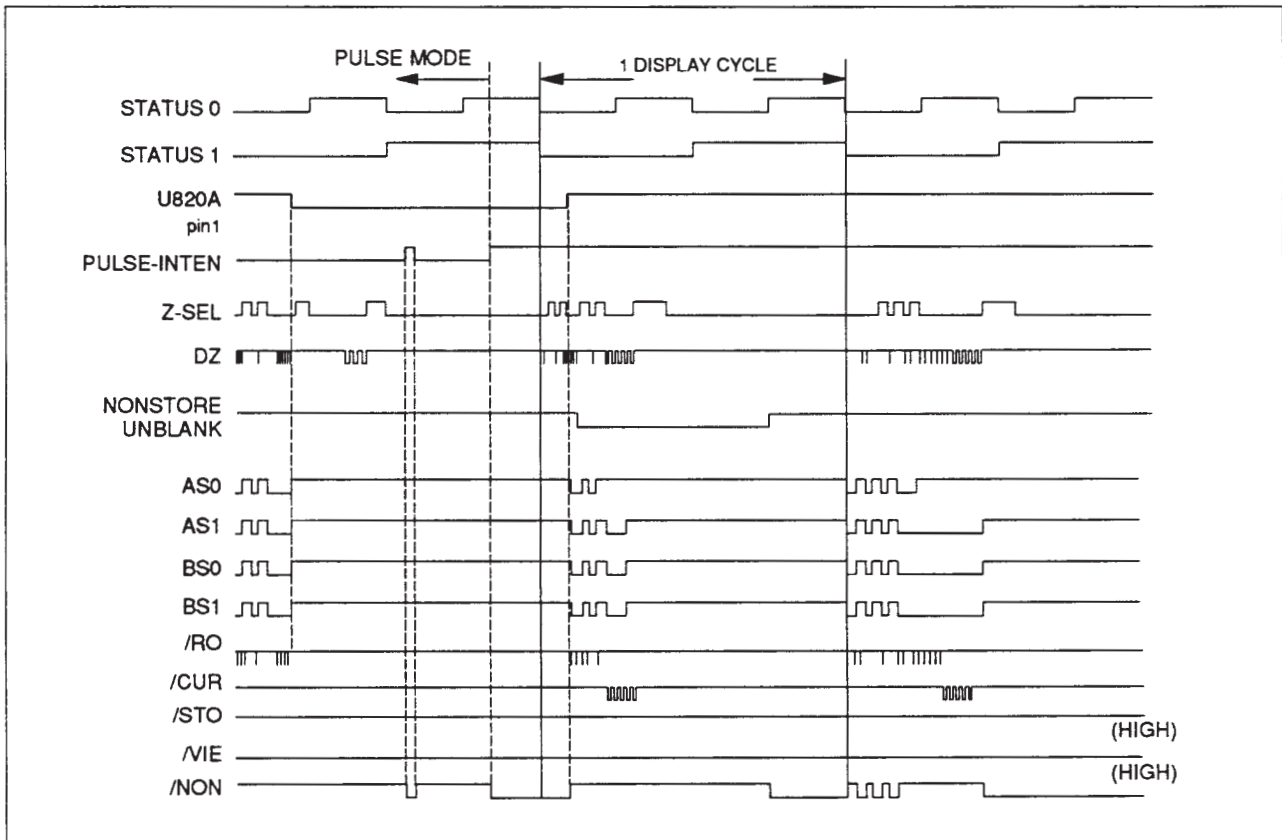 PULSE MODE
1 DISPLAY CYCLE
STATUS 0
STATUS 1
U820A
pin1
PULSE-INTEN
Z-SEL
DZ
NONSTORE
UNBLANK
AS0
AS1
BS0
BS1
/RO
/CUR
/STO
(HIGH)
/VIE
(HIGH)
/NON